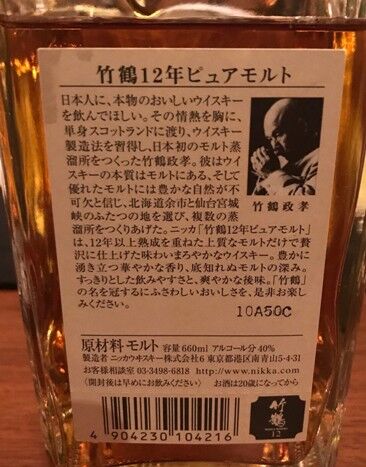 竹鶴12年ピュアモルト
日本人に、本物のおいしいウイスキー
を飲んでほしい。その情熱を胸に、
単身スコットランドに渡り、ウイスキー
製造法を習得し、日本初のモルト蒸
溜所をつくった竹鶴政孝。彼はウイ
スキーの本質はモルトにある、そし
て優れたモルトには豊かな自然が不
可欠と信じ、北海道余市と仙台宮城
峡のふたつの地を選び、複数の蒸
溜所をつくりあげた。ニッカ「竹鶴12年ピュアモルト」
は、12年以上熟成を重ねた上質なモルトだけで贅
沢に仕上げた味わいまろやかなウイスキー。豊かに
湧き立つ華やかな香り、底知れぬモルトの深み。
すっきりとした飲みやすさと、爽やかな後味。「竹鶴」
の名を冠するにふさわしいおいしさを、是非お楽し
みください。
竹鶴政孝
10A50C
原材料 モルト 容量 660ml アルコール分 40%
製造者 ニッカウヰスキー株式会社6 東京都港区南青山5-4-31
お客様相談室 03-3498-6818 http://www.nikka.com
〈開封後は早めにお飲みください〉 お酒は20歳になってから
4 904230 104216
竹鶴
12